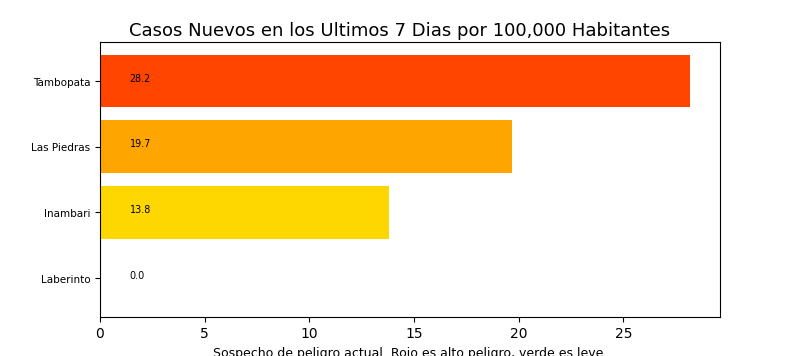 Casos Nuevos en los Ultimos 7 Dias por 100,000 Habitantes
Tambopata 28.2
Las Piedras 19.7
Inambari 13.8
Laberinto 0.0
0 5 10 15 20 25
Sospecho de peligro actual. Rojo es alto peligro, verde es leve